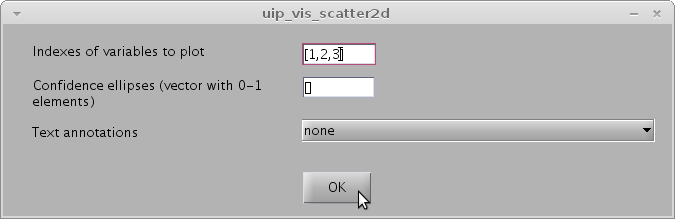 uip_vis_scatter2d
Indexes of variables to plot
[1,2,3]
Confidence ellipses (vector with 0-1
elements)
[]
Text annotations
none
OK